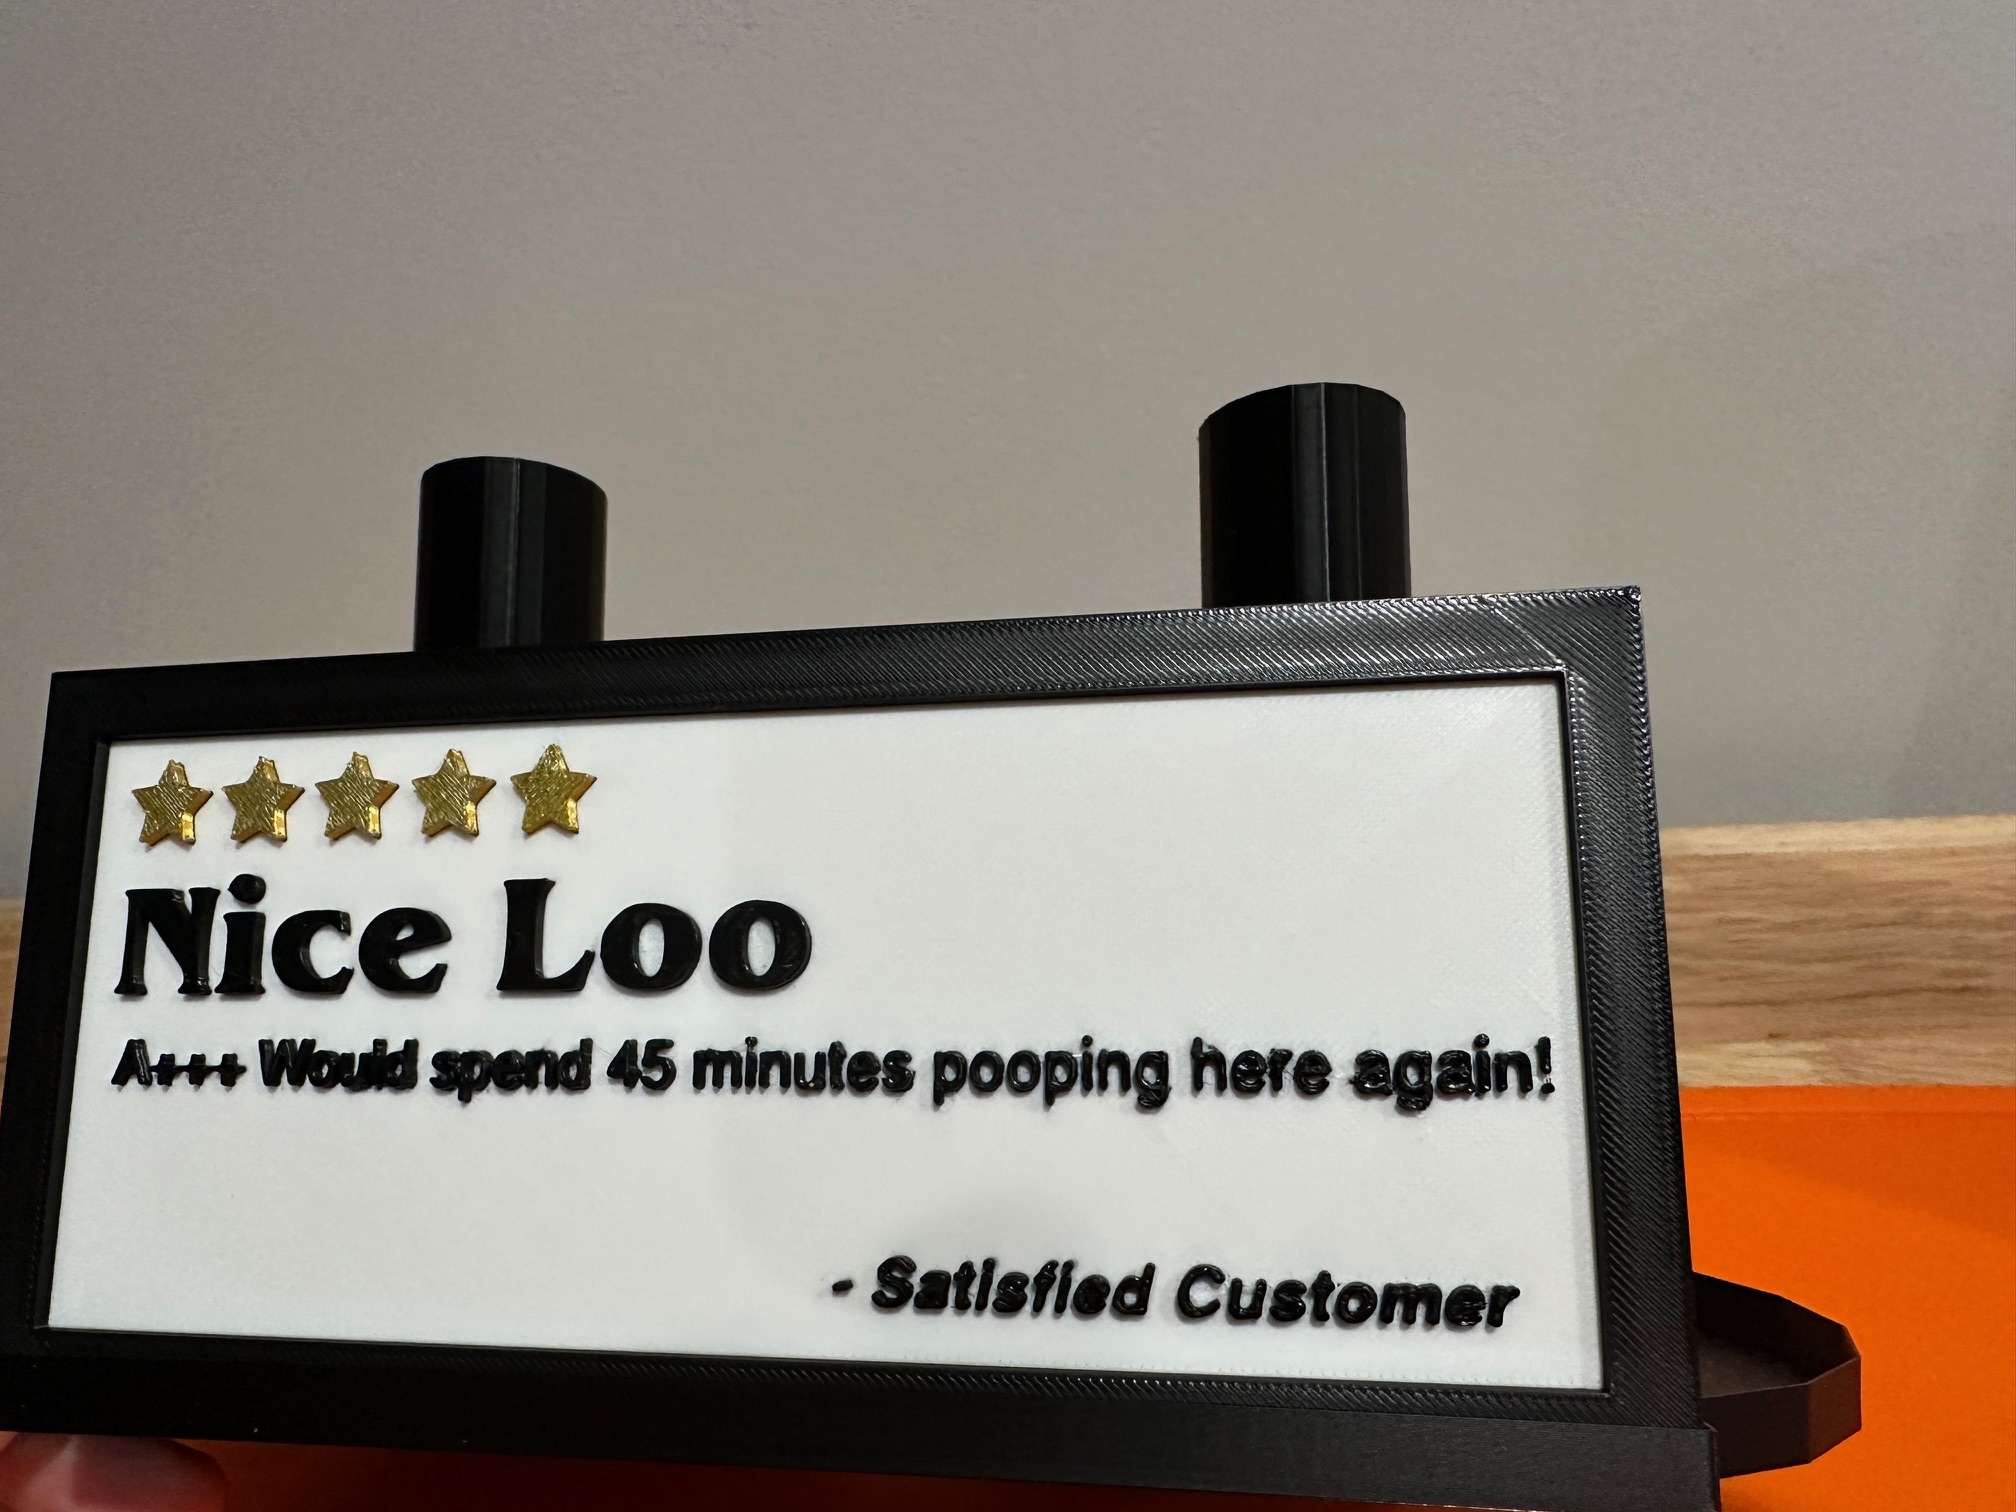 Nice Loo
A+++ Would spend 45 minutes pooping here again!
- Satisfied Customer